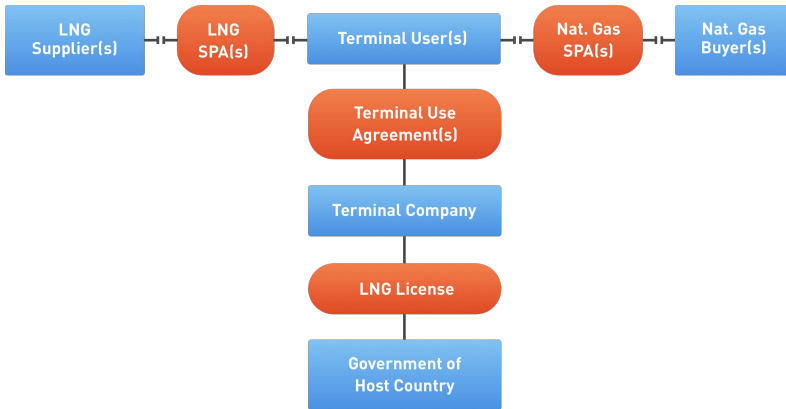 LNG
Supplier(s)
LNG
SPA(s)
Terminal User(s)
Nat. Gas
SPA(s)
Nat. Gas
Buyer(s)
Terminal Use
Agreement(s)
Terminal Company
LNG License
Government of
Host Country